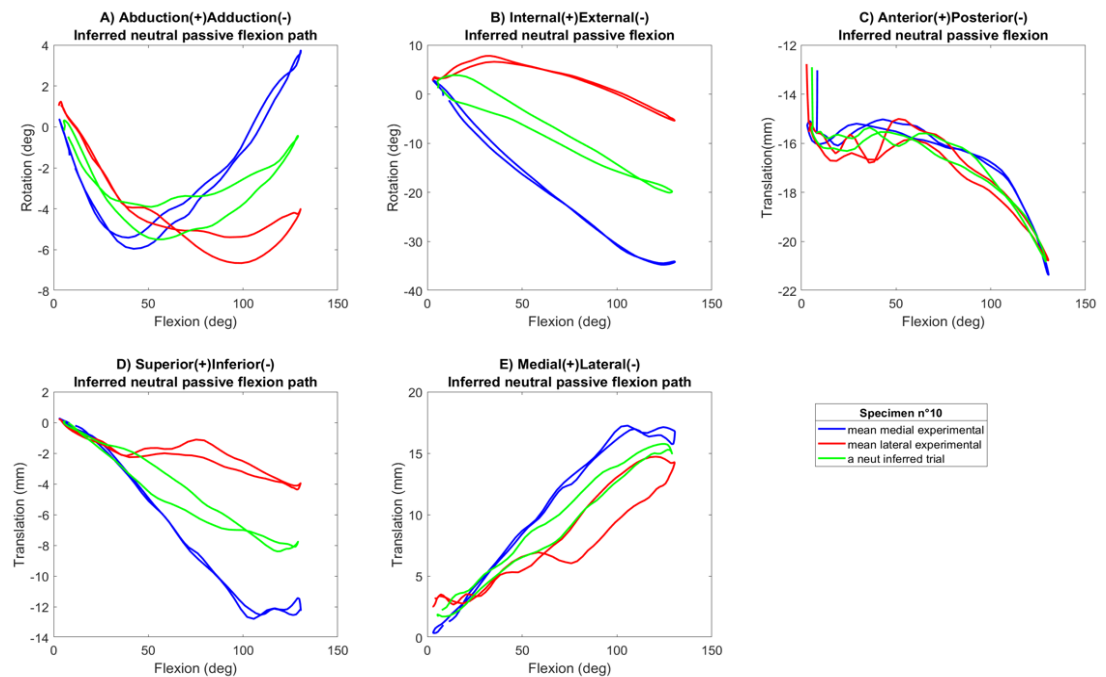 A) Abduction(+)Adduction(-)
Inferred neutral passive flexion path
4
2
0
-2
-4
-6
-8
Rotation (deg)
0
50
100
150
Flexion (deg)
B) Internal(+)External(-)
Inferred neutral passive flexion
10
0
-10
-20
-30
-40
Rotation (deg)
0
50
100
150
Flexion (deg)
C) Anterior(+)Posterior(-)
Inferred neutral passive flexion
-12
-14
-16
-18
-20
-22
Translation(mm)
0
50
100
150
Flexion (deg)
D) Superior(+)Inferior(-)
Inferred neutral passive flexion path
2
0
-2
-4
-6
-8
-10
-12
-14
Translation (mm)
0
50
100
150
Flexion (deg)
E) Medial(+)Lateral(-)
Inferred neutral passive flexion path
20
15
10
5
0
Translation (mm)
0
50
100
150
Flexion (deg)
Specimen n°10
mean medial experimental
mean lateral experimental
a neut inferred trial